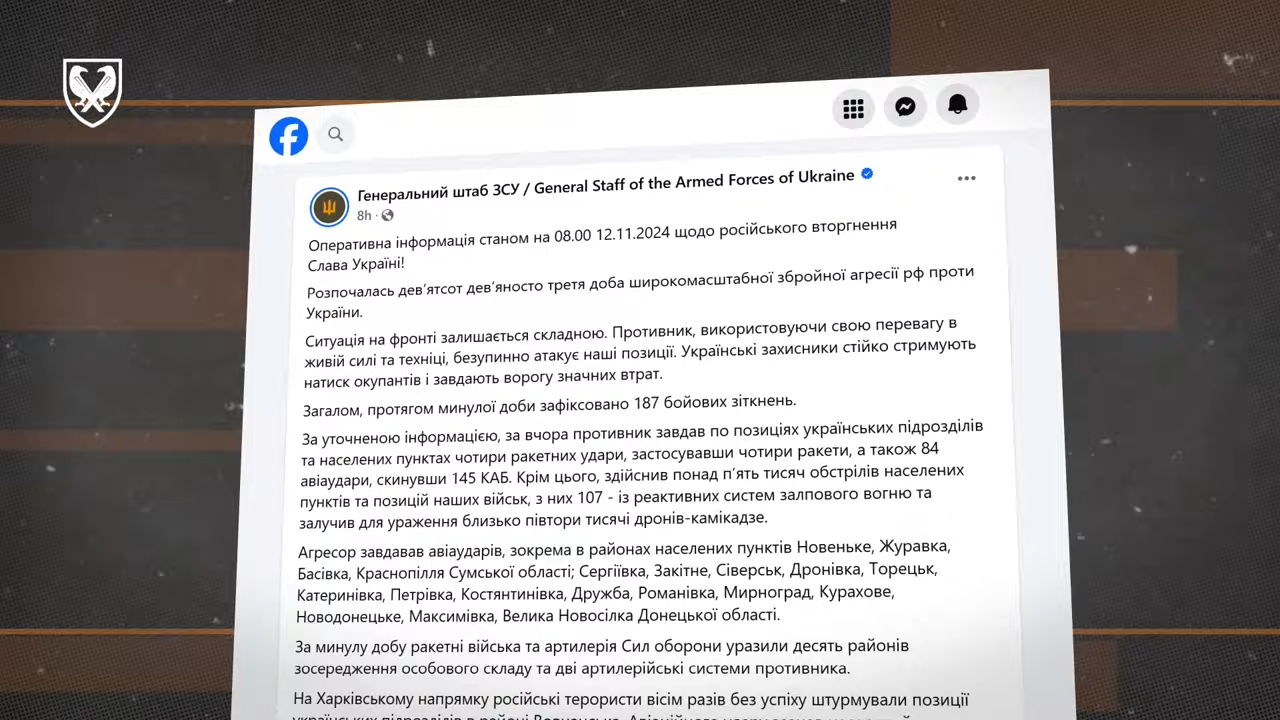 Генеральний штаб ЗСУ / General Staff of the Armed Forces of Ukraine
8h ·
Оперативна інформація станом на 08.00 12.11.2024 щодо російського вторгнення
Слава Україні!
Розпочалась дев’ятсот дев’яносто третя доба широкомасштабної збройної агресії рф проти
України.
Ситуація на фронті залишається складною. Противник, використовуючи свою перевагу в
живій силі та техніці, безупинно атакує наші позиції. Українські захисники стійко стримують
натиск окупантів і завдають ворогу значних втрат.
Загалом, протягом минулої доби зафіксовано 187 бойових зіткнень.
За уточненою інформацією, за вчора противник завдав по позиціях українських підрозділів
та населених пунктах чотири ракетних удари, застосувавши чотири ракети, а також 84
авіаудари, скинувши 145 КАБ. Крім цього, здійснив понад п’ять тисяч обстрілів населених
пунктів та позицій наших військ, з них 107 - із реактивних систем залпового вогню та
залучив для ураження близько півтори тисячі дронів-камікадзе.
Агресор завдавав авіаударів, зокрема в районах населених пунктів Новеньке, Журавка,
Басівка, Краснопілля Сумської області; Сергіївка, Закітне, Сіверськ, Дронівка, Торецьк,
Катеринівка, Петрівка, Костянтинівка, Дружба, Романівка, Мирноград, Курахове,
Новодонецьке, Максимівка, Велика Новосілка Донецької області.
За минулу добу ракетні війська та артилерія Сил оборони уразили десять районів
зосередження особового складу та дві артилерійські системи противника.
На Харківському напрямку російські терористи вісім разів без успіху штурмували позиції
українських підрозділів в районі Вовчанська.